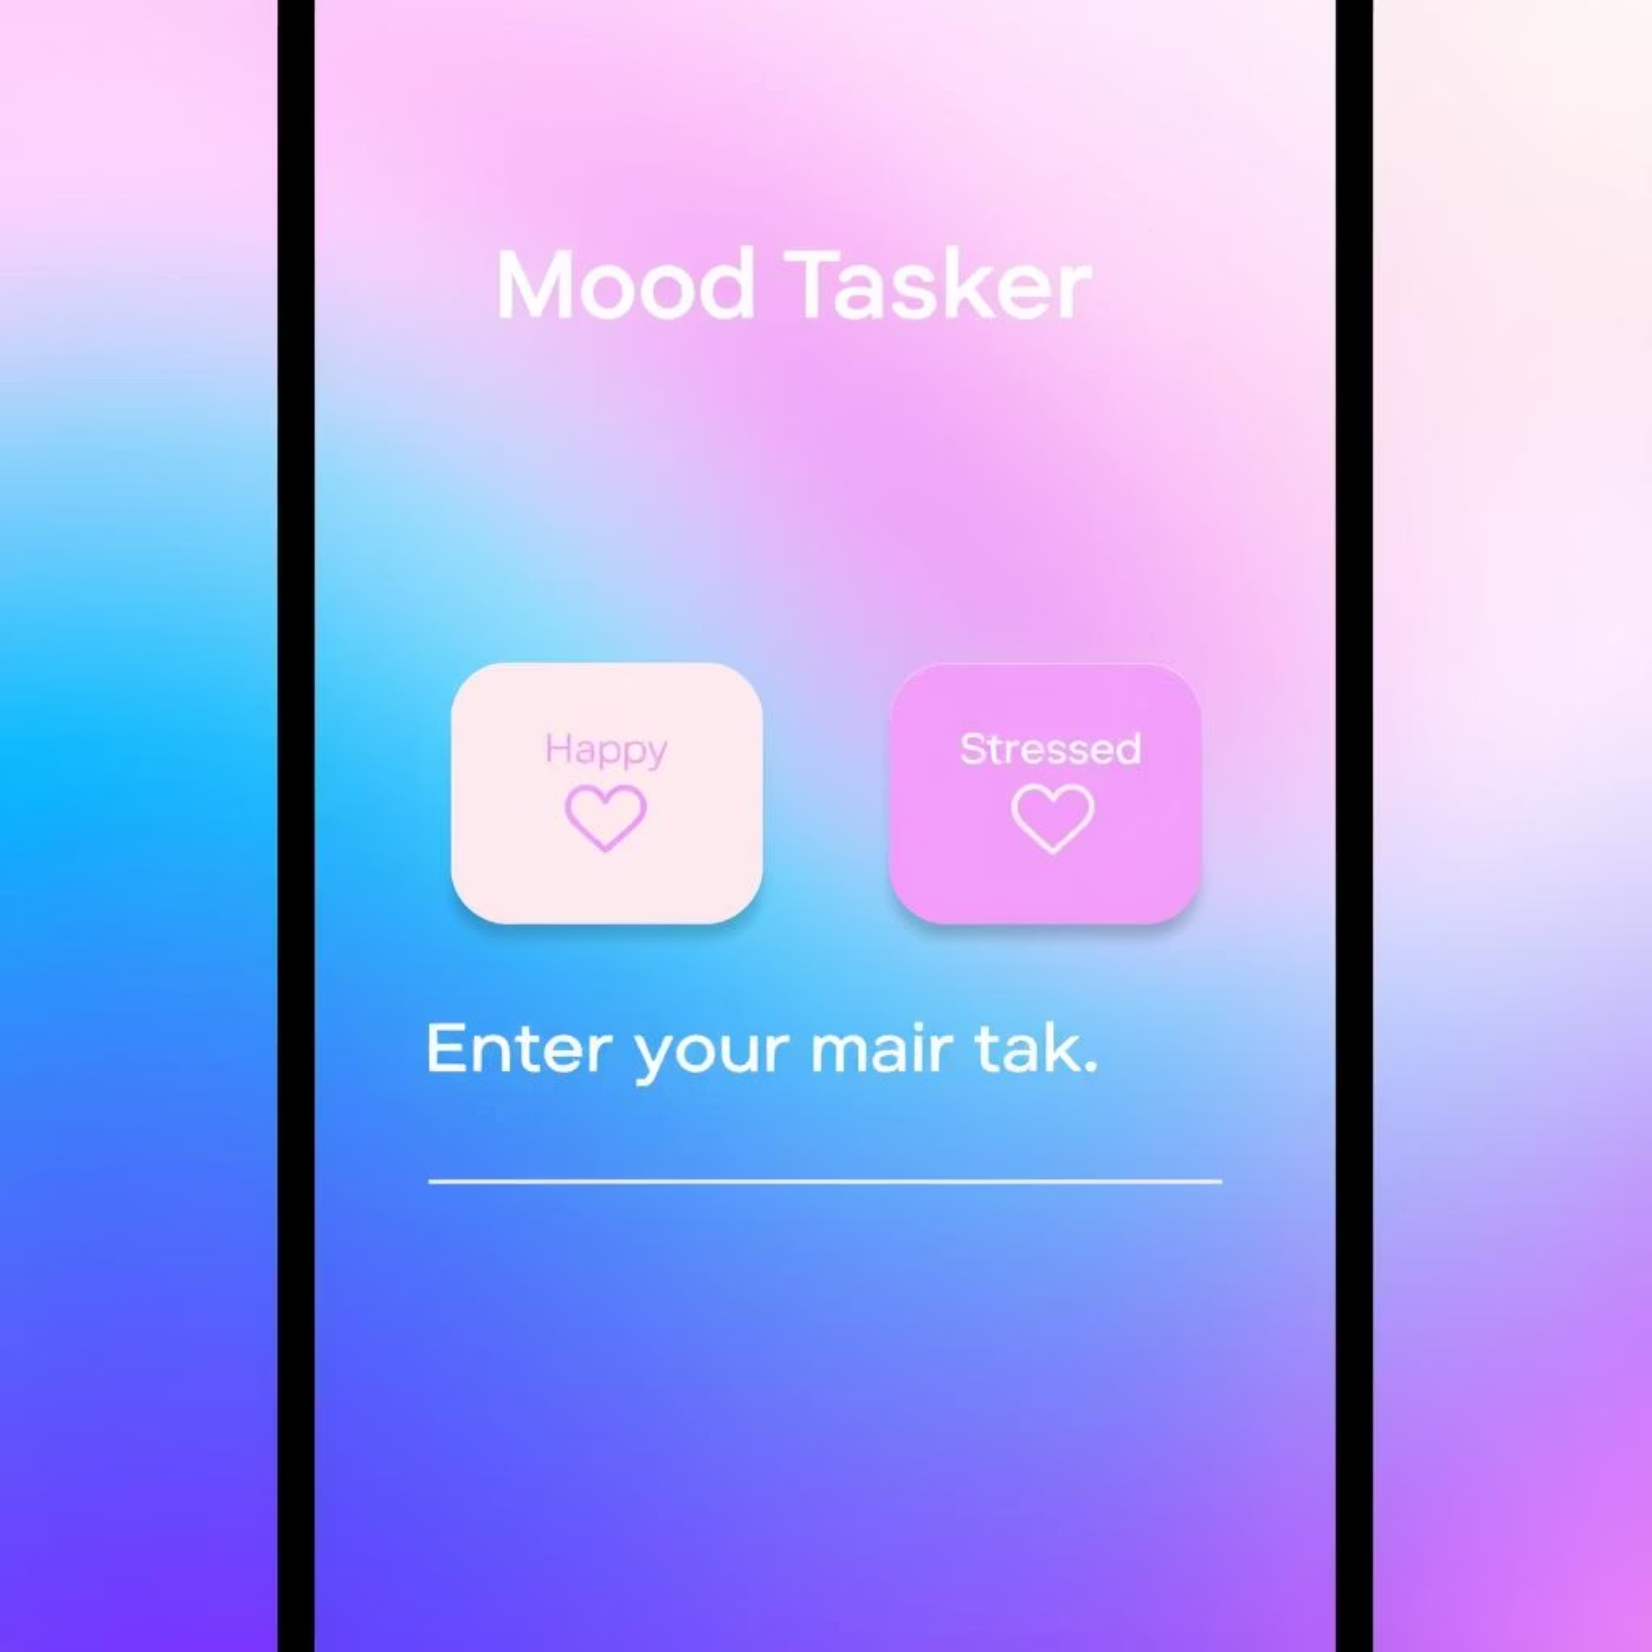 Mood Tasker
Happy
Stressed
Enter your mair tak.